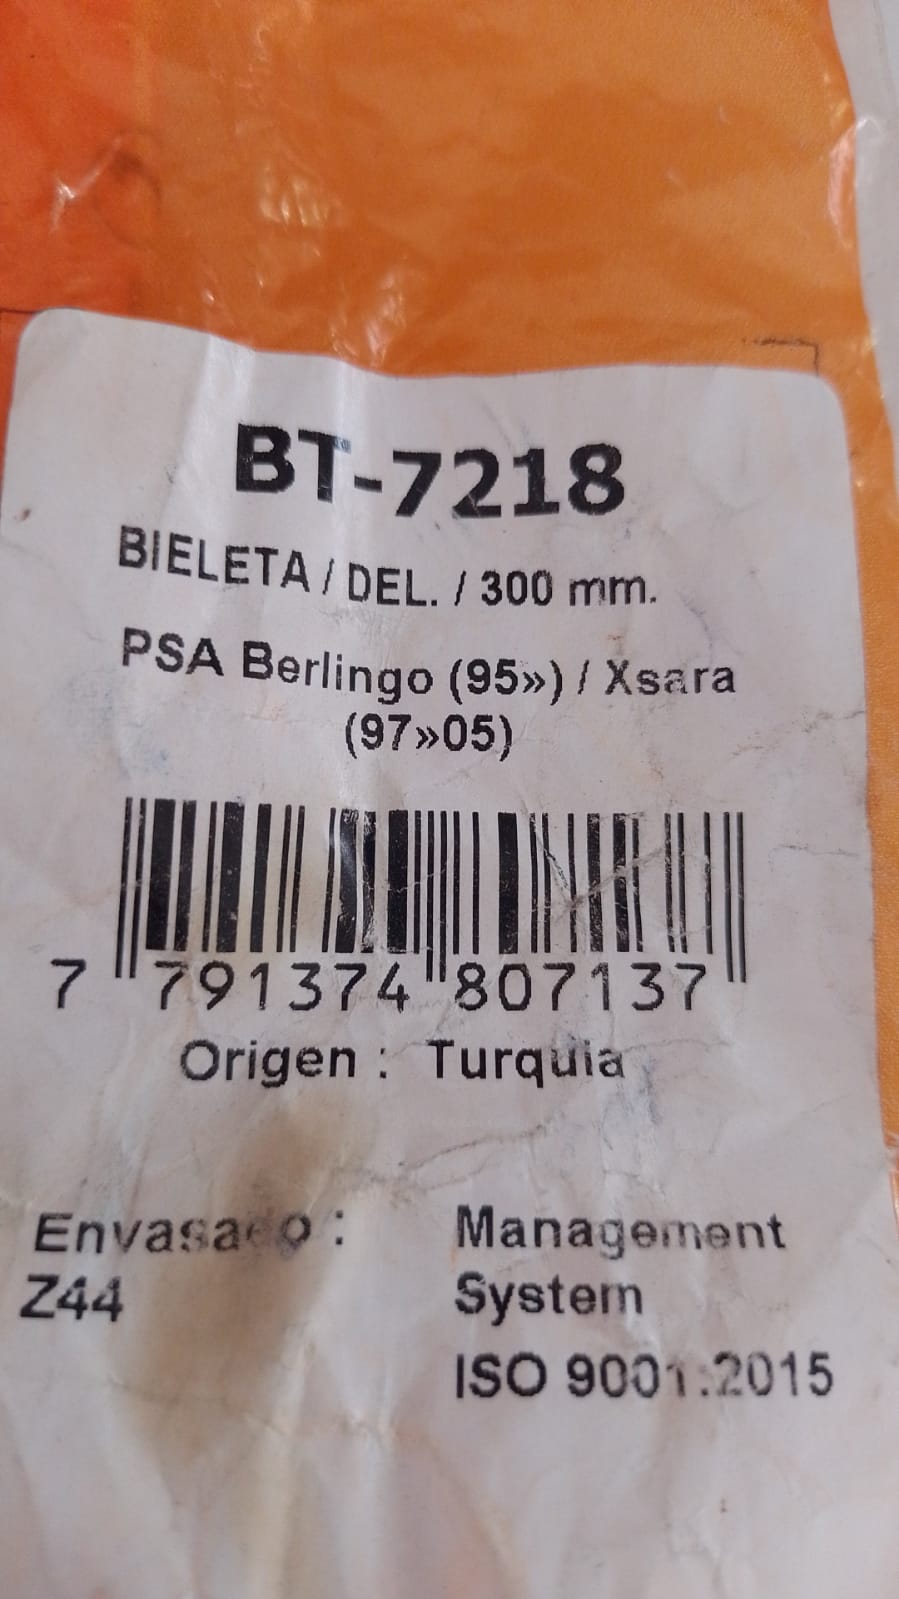 BT-7218
BIELETA / DEL. / 300 mm.
PSA Berlingo (95»») / Xsara
(97»»05)
7 791374 807137
Origen : Turquia
Envasado :
Z44
Management
System
ISO 9001:2015